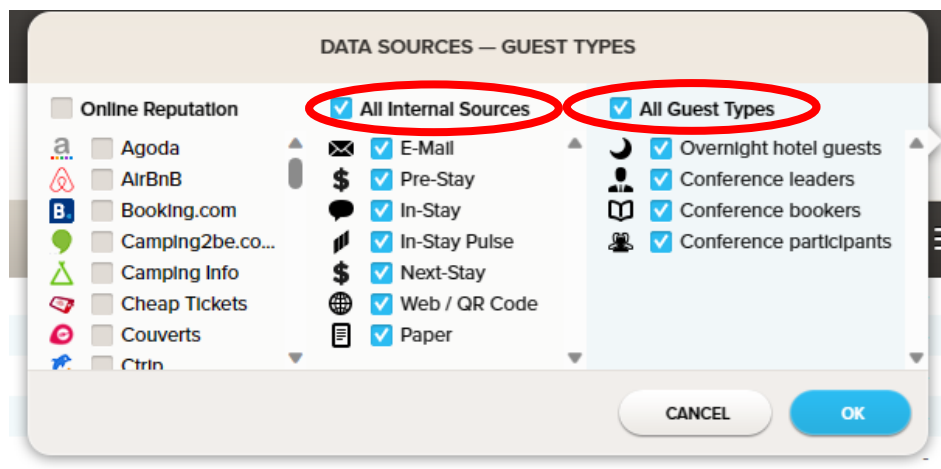 DATA SOURCES — GUEST TYPES
Online Reputation
Agoda
AirBnB
Booking.com
Camping2be.co...
Camping Info
Cheap Tickets
Couverts
Ctrip
All Internal Sources
E-Mail
Pre-Stay
In-Stay
In-Stay Pulse
Next-Stay
Web / QR Code
Paper
All Guest Types
Overnight hotel guests
Conference leaders
Conference bookers
Conference participants
CANCEL
OK